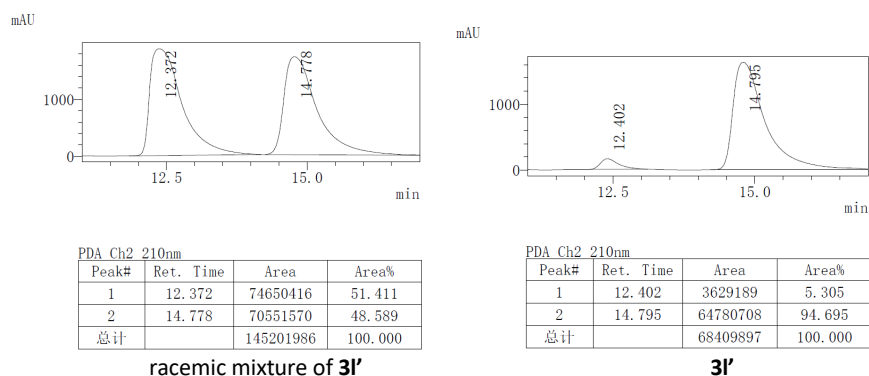 mAU
12.372
14.778
1000
0
12.5
15.0
min
PDA Ch2 210nm
Peak# Ret. Time Area Area%
1 12.372 74650416 51.411
2 14.778 70551570 48.589
总计 145201986 100.000
racemic mixture of 3l’
mAU
12.402
14.795
1000
0
12.5
15.0
min
PDA Ch2 210nm
Peak# Ret. Time Area Area%
1 12.402 3629189 5.305
2 14.795 64780708 94.695
总计 68409897 100.000
3l’